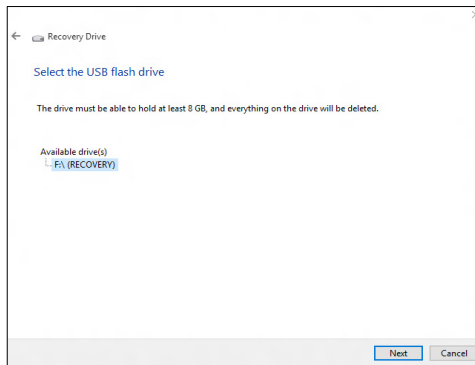 Recovery Drive
Select the USB flash drive
The drive must be able to hold at least 8 GB, and everything on the drive will be deleted.
Available drive(s)
F:\ (RECOVERY)
Next Cancel